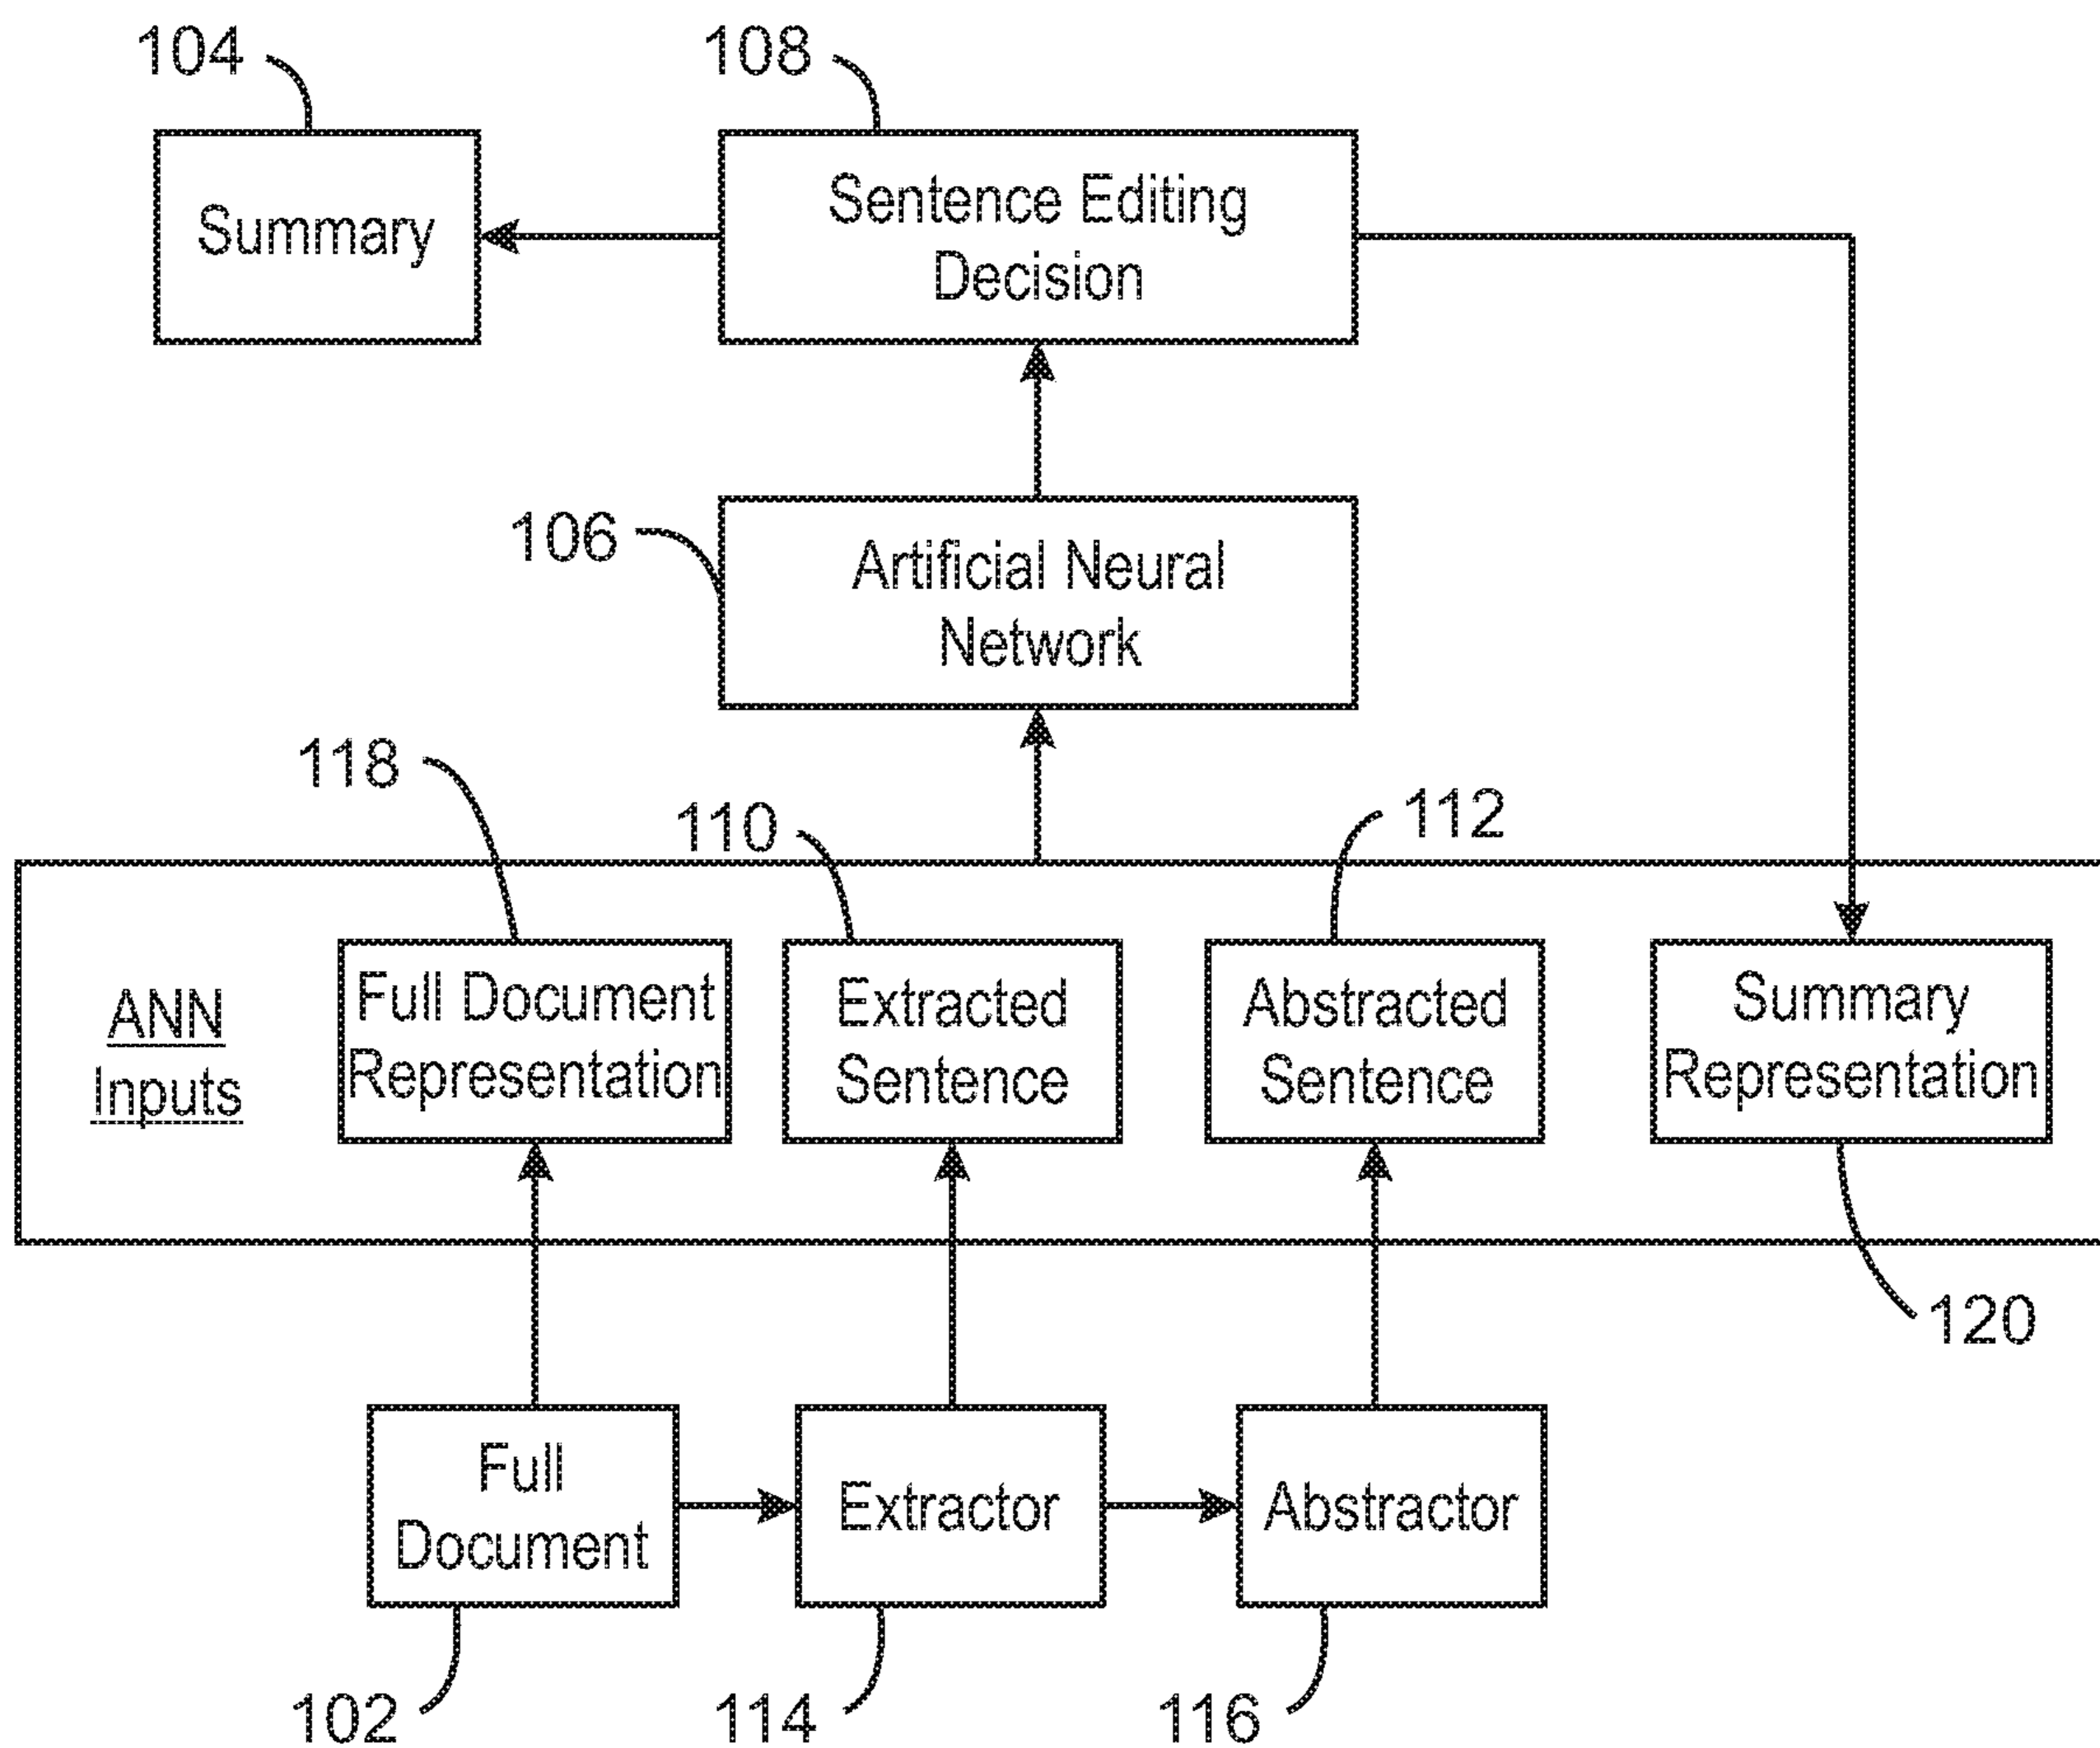 104
108
Summary
Sentence Editing
Decision
106
Artificial Neural
Network
118
110
112
ANN
Inputs
Full Document
Representation
Extracted
Sentence
Abstracted
Sentence
Summary
Representation
120
Full
Document
Extractor
Abstractor
102
114
116